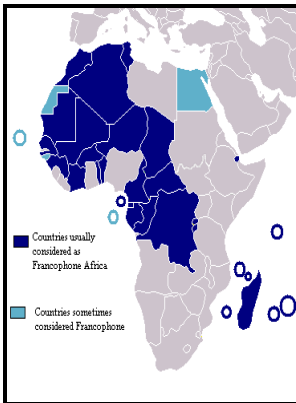 Countries usually
considered as
Francophone Africa
Countries sometimes
considered Francophone